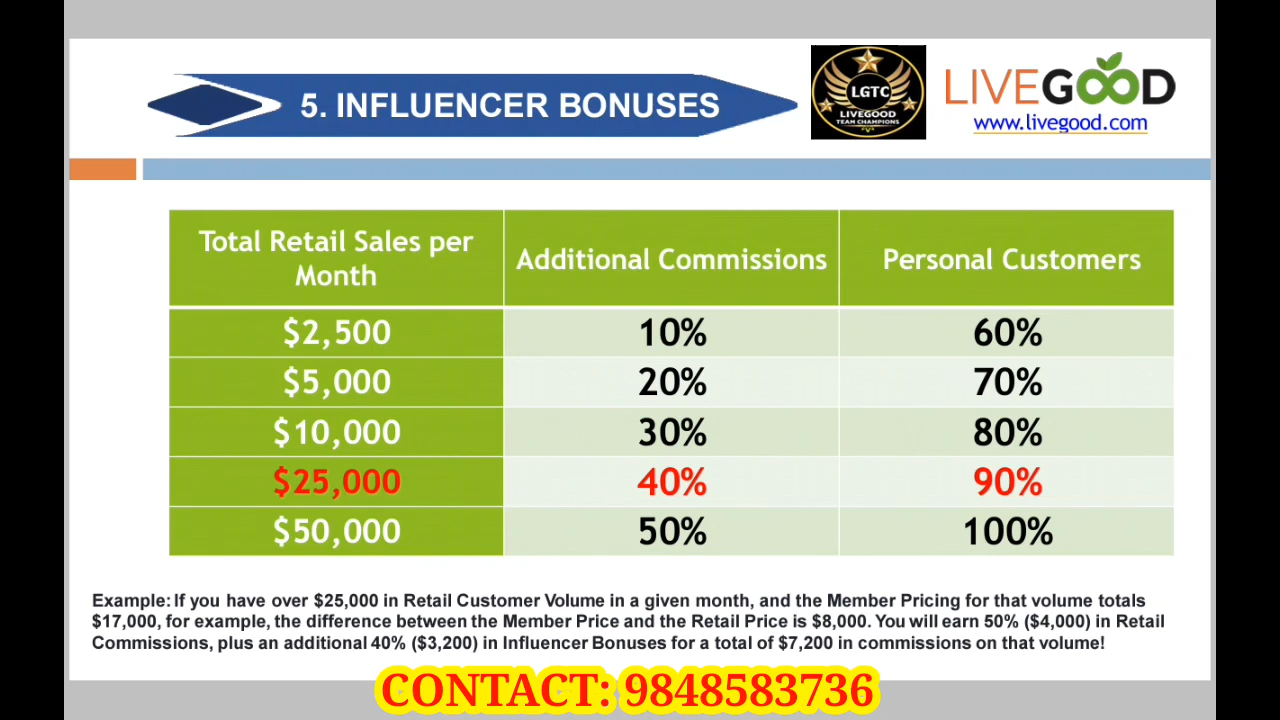 5. INFLUENCER BONUSES
LGTC
LIVEGOOD
TEAM CHAMPIONS
LIVEGOOD
www.livegood.com
Total Retail Sales per
Month
Additional Commissions
Personal Customers
$2,500 10% 60%
$5,000 20% 70%
$10,000 30% 80%
$25,000 40% 90%
$50,000 50% 100%
Example: If you have over $25,000 in Retail Customer Volume in a given month, and the Member Pricing for that volume totals
$17,000, for example, the difference between the Member Price and the Retail Price is $8,000. You will earn 50% ($4,000) in Retail
Commissions, plus an additional 40% ($3,200) in Influencer Bonuses for a total of $7,200 in commissions on that volume!
CONTACT: 9848583736